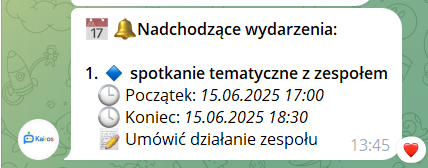 Nadchodzące wydarzenia:
1. spotkanie tematyczne z zespołem
Początek: 15.06.2025 17:00
Koniec: 15.06.2025 18:30
Umówić działanie zespołu
13:45